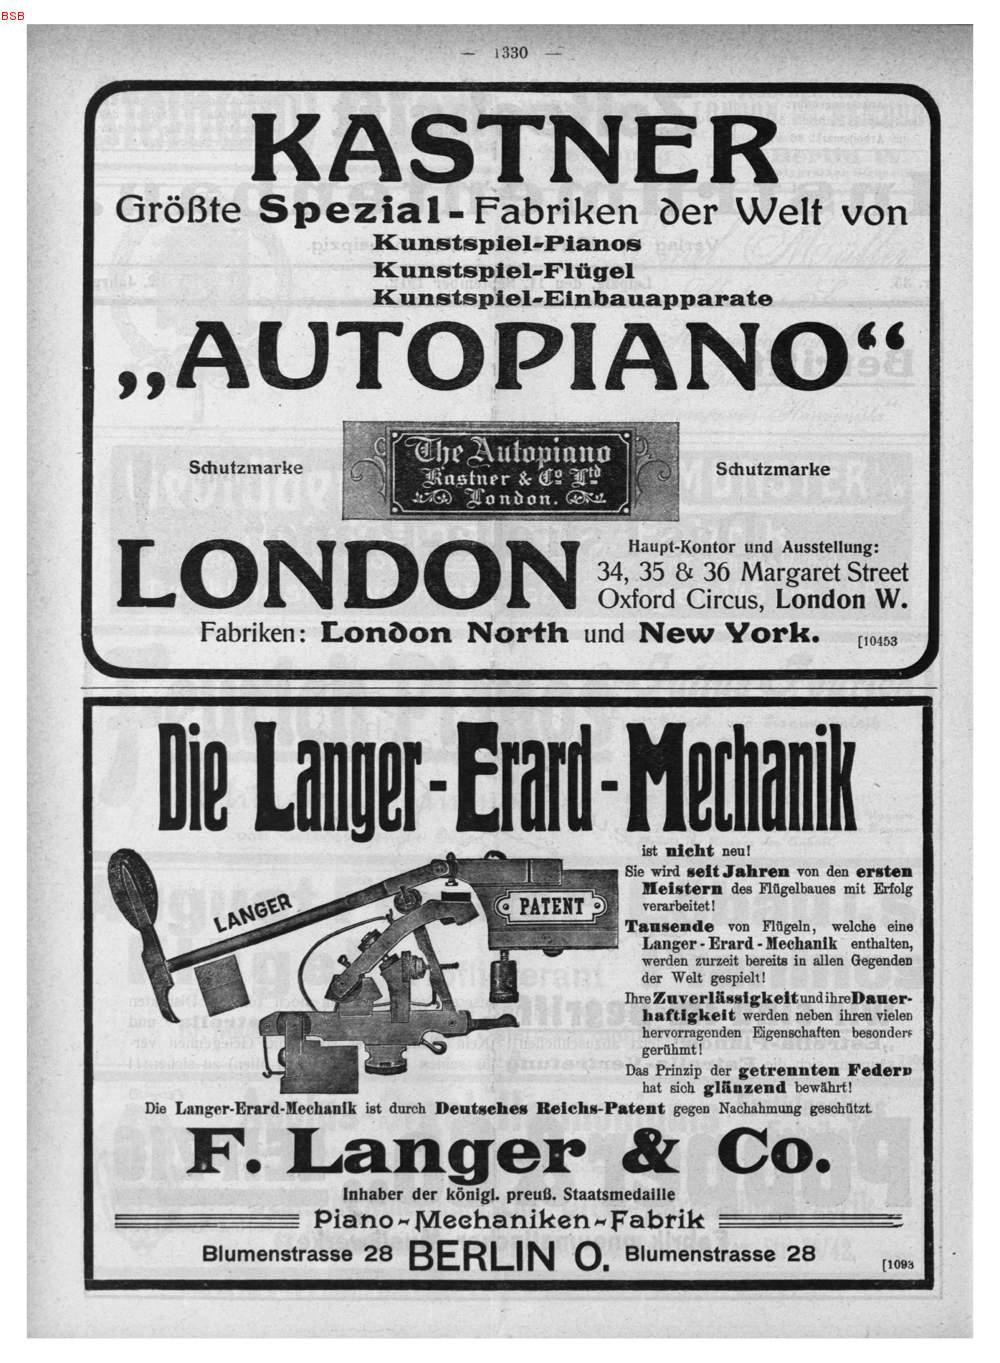 BSB
— 1330 —
KASTNER
Größte Spezial-Fabriken der Welt von
Kunstspiel-Pianos
Kunstspiel-Flügel
Kunstspiel-Einbauapparate
„AUTOPIANO“
Schutzmarke
The Autopiano
Kastner & Co Ltd
London.
Schutzmarke
LONDON
Haupt-Kontor und Ausstellung:
34, 35 & 36 Margaret Street
Oxford Circus, London W.
Fabriken: London North und New York.
[10453
Die Langer-Erard-Mechanik
ist nicht neu!
Sie wird seit Jahren von den ersten
Meistern des Flügelbaues mit Erfolg
verarbeitet!
Tausende von Flügeln, welche eine
Langer-Erard-Mechanik enthalten,
werden zurzeit bereits in allen Gegenden
der Welt gespielt!
Ihre Zuverlässigkeit und ihre Dauer-
haftigkeit werden neben ihren vielen
hervorragenden Eigenschaften besonders
gerühmt!
Das Prinzip der getrennten Federn
hat sich glänzend bewährt!
LANGER
PATENT
Die Langer-Erard-Mechanik ist durch Deutsches Reichs-Patent gegen Nachahmung geschützt.
F. Langer & Co.
Inhaber der königl. preuß. Staatsmedaille
Piano-Mechaniken-Fabrik
Blumenstrasse 28 BERLIN O. Blumenstrasse 28
[1093